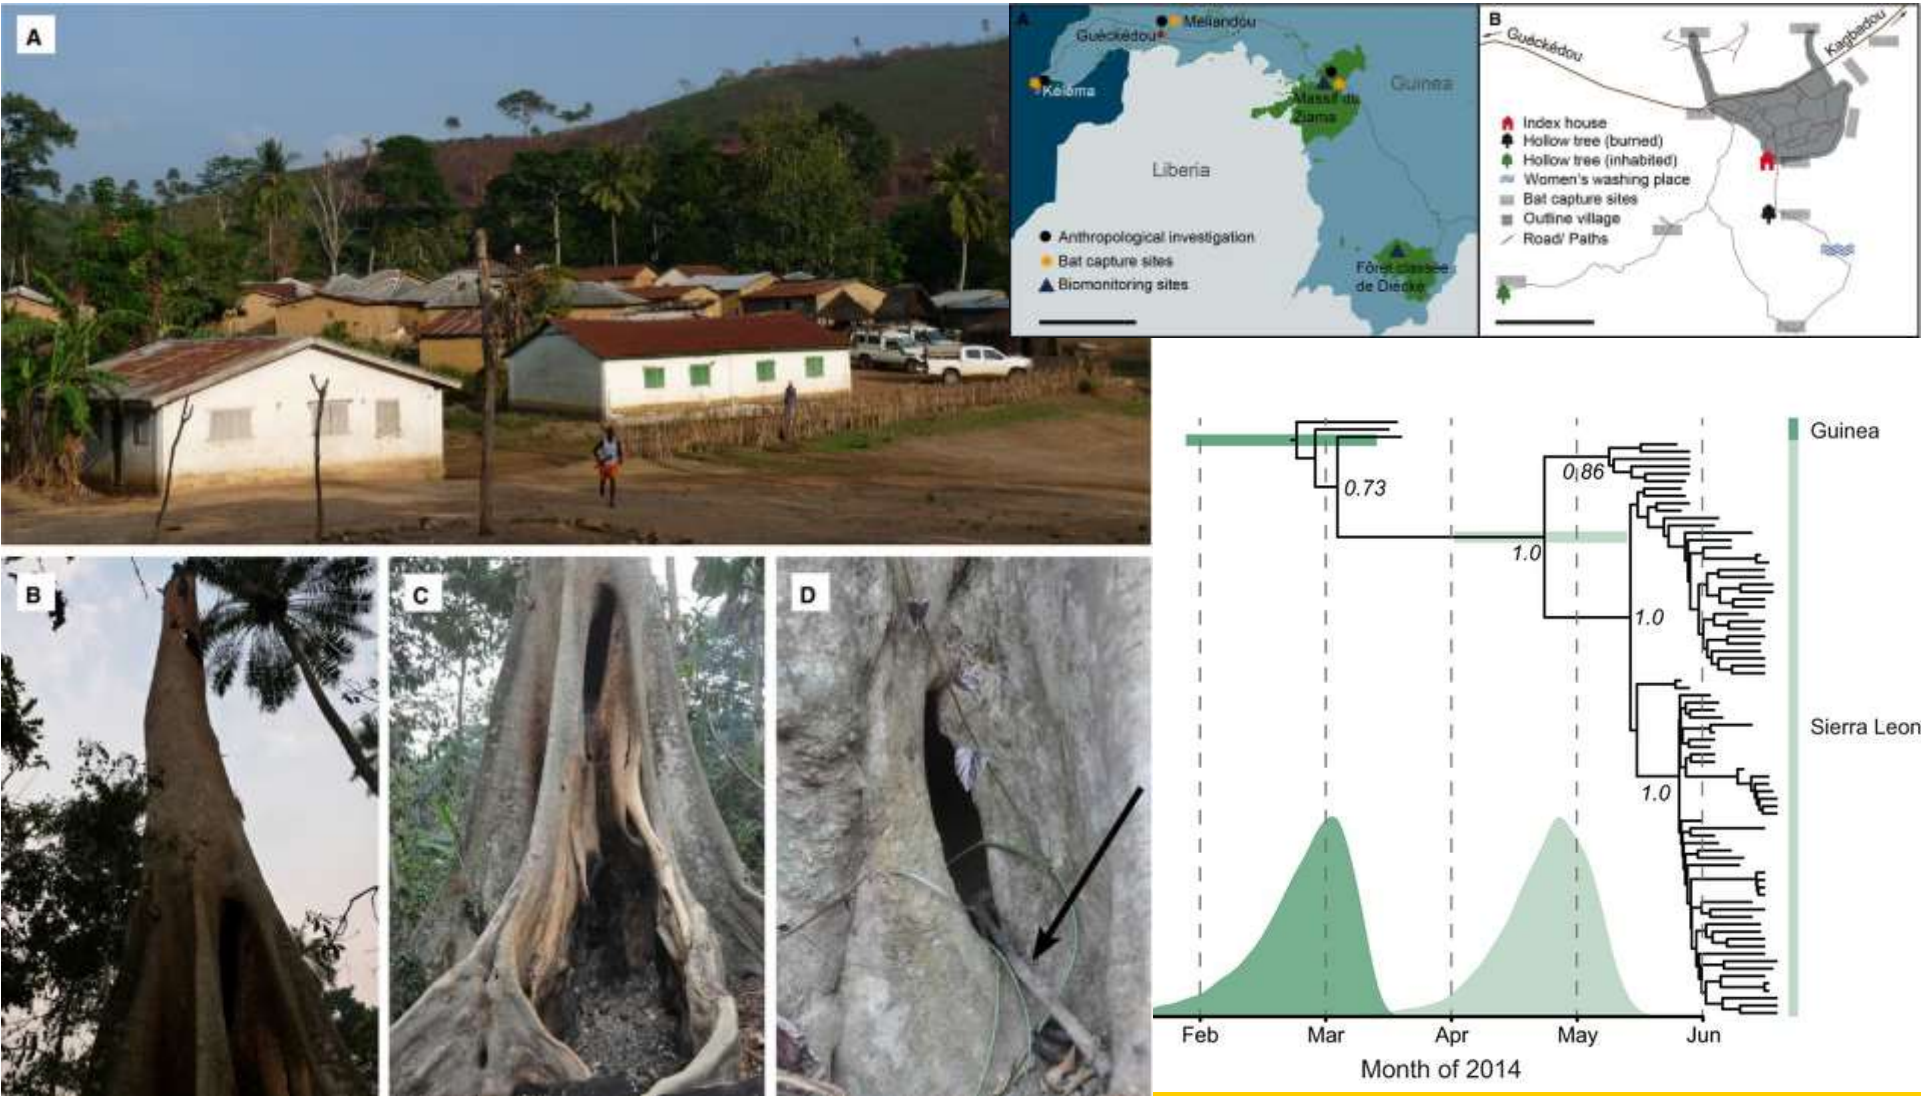 A
B
C
D
A
Meliandou
Guéckédou
Guinea
Massif du
Ziama
Liberia
Anthropological investigation
Bat capture sites
Biomonitoring sites
Fôret classée
de Diécké
B
Guéckédou
Kagbadou
Index house
Hollow tree (burned)
Hollow tree (inhabited)
Women's washing place
Bat capture sites
Outline village
Road/ Paths
Guinea
0.86
0.73
1.0
1.0
Sierra Leon
1.0
Feb Mar Apr May Jun
Month of 2014